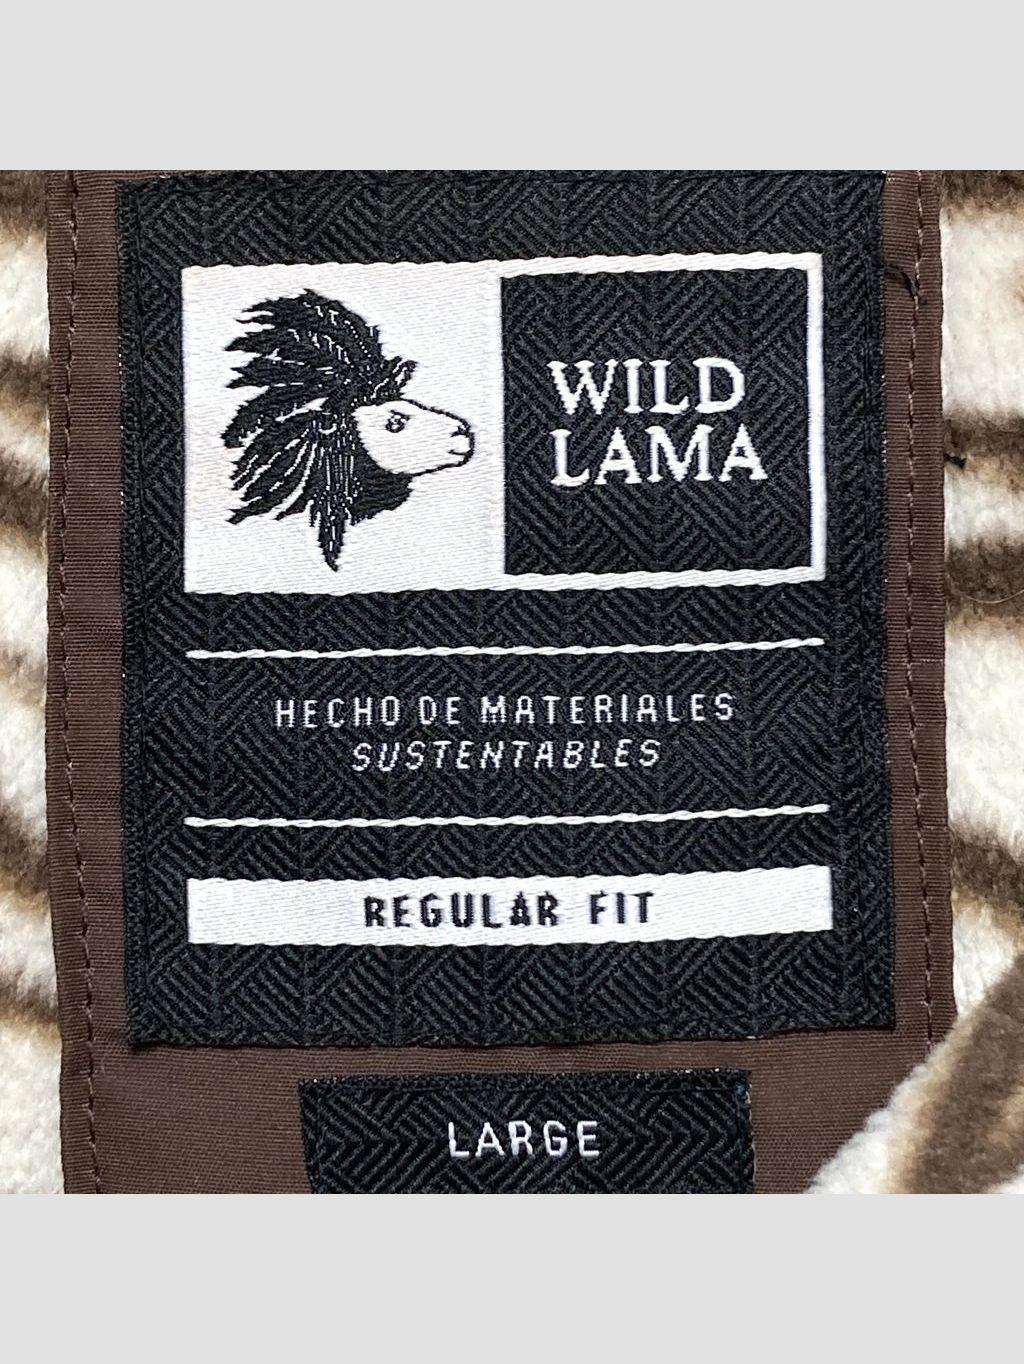 WILD
LAMA
HECHO DE MATERIALES
SUSTENTABLES
REGULAR FIT
LARGE